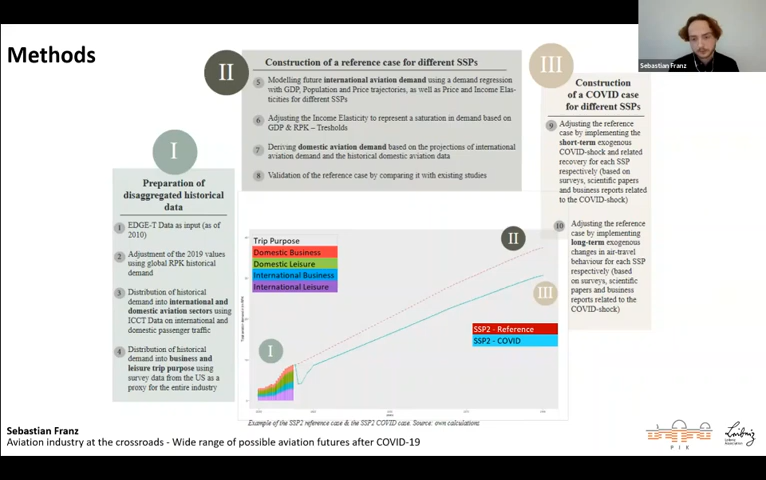 Methods
Sebastian Franz
I
Preparation of
disaggregated historical
data
1 EDGE-T Data as input (as of
2010)
2 Adjustment of the 2019 values
using global RPK historical
demand
3 Distribution of historical
demand into international and
domestic aviation sectors using
ICCT Data on international and
domestic passenger traffic
4 Distribution of historical
demand into business and
leisure trip purpose using
survey data from the US as a
proxy for the entire industry
II
Construction of a reference case for different SSPs
5 Modelling future international aviation demand using a demand regression
with GDP, Population and Price trajectories, as well as Price and Income Elas-
ticities for different SSPs
6 Adjusting the Income Elasticity to represent a saturation in demand based on
GDP & RPK – Tresholds
7 Deriving domestic aviation demand based on the projections of international
aviation demand and the historical domestic aviation data
8 Validation of the reference case by comparing it with existing studies
III
Construction
of a COVID case
for different SSPs
9 Adjusting the reference
case by implementing the
short-term exogenous
COVID-shock and related
recovery for each SSP
respectively (based on
surveys, scientific papers
and business reports related
to the COVID-shock)
10 Adjusting the reference
case by implementing
long-term exogenous
changes in air-travel
behaviour for each SSP
respectively (based
on surveys, scientific
papers and business
reports related to the
COVID-shock)
Trip Purpose
Domestic Business
Domestic Leisure
International Business
International Leisure
I
II
III
SSP2 - Reference
SSP2 - COVID
Example of the SSP2 reference case & the SSP2 COVID case. Source: own calculations
Sebastian Franz
Aviation industry at the crossroads - Wide range of possible aviation futures after COVID-19
P I K
Leibniz